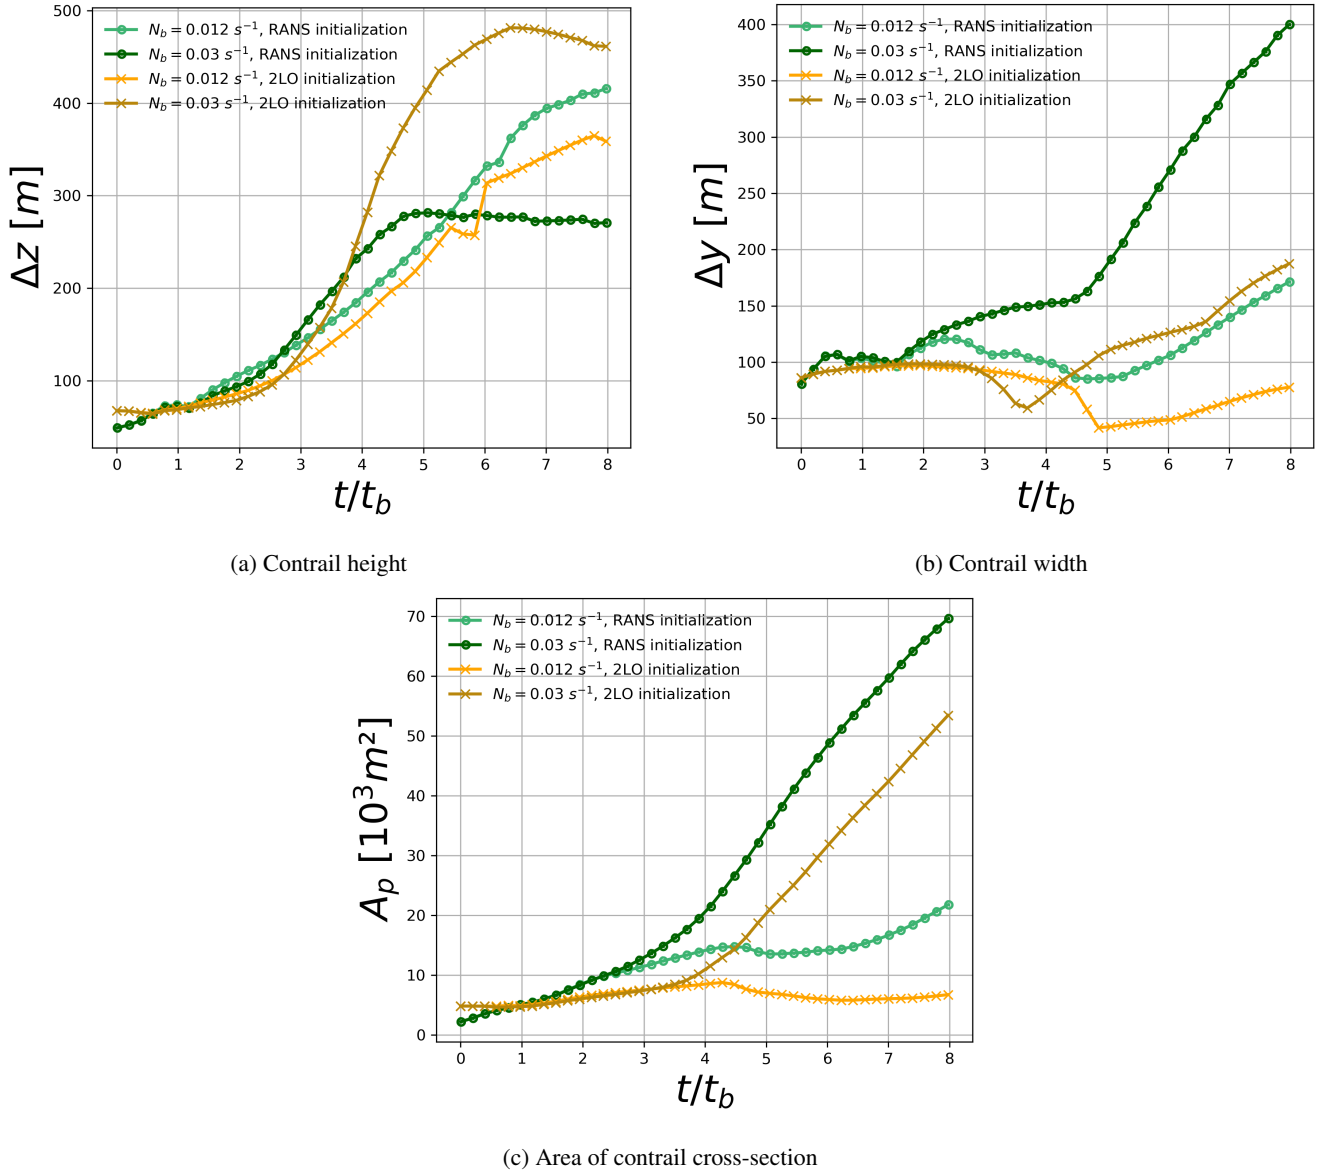 N_b = 0.012 s⁻¹, RANS initialization
N_b = 0.03 s⁻¹, RANS initialization
N_b = 0.012 s⁻¹, 2LO initialization
N_b = 0.03 s⁻¹, 2LO initialization
500
400
300
200
100
Δz [m]
0 1 2 3 4 5 6 7 8
t/t_b
(a) Contrail height
N_b = 0.012 s⁻¹, RANS initialization
N_b = 0.03 s⁻¹, RANS initialization
N_b = 0.012 s⁻¹, 2LO initialization
N_b = 0.03 s⁻¹, 2LO initialization
400
350
300
250
200
150
100
50
Δy [m]
0 1 2 3 4 5 6 7 8
t/t_b
(b) Contrail width
N_b = 0.012 s⁻¹, RANS initialization
N_b = 0.03 s⁻¹, RANS initialization
N_b = 0.012 s⁻¹, 2LO initialization
N_b = 0.03 s⁻¹, 2LO initialization
70
60
50
40
30
20
10
0
A_p [10³m²]
0 1 2 3 4 5 6 7 8
t/t_b
(c) Area of contrail cross-section